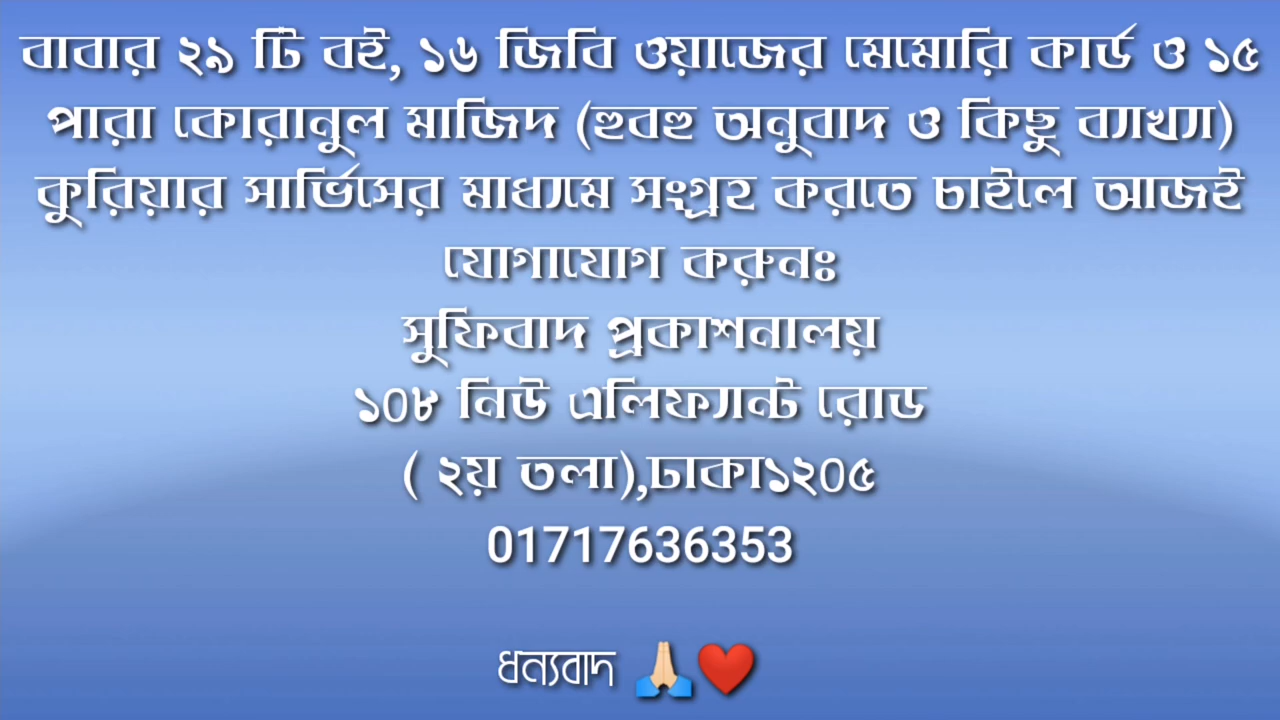 বাবার ২৯ টি বই, ১৬ জিবি ওয়াজের মেমোরি কার্ড ও ১৫
পারা কোরানুল মাজিদ (হুবহু অনুবাদ ও কিছু ব্যাখ্যা)
কুরিয়ার সার্ভিসের মাধ্যমে সংগ্রহ করতে চাইলে আজই
যোগাযোগ করুনঃ
সুফিবাদ প্রকাশনালয়
১০৮ নিউ এলিফ্যান্ট রোড
( ২য় তলা),ঢাকা১২০৫
01717636353
ধন্যবাদ 🙏🏻❤️